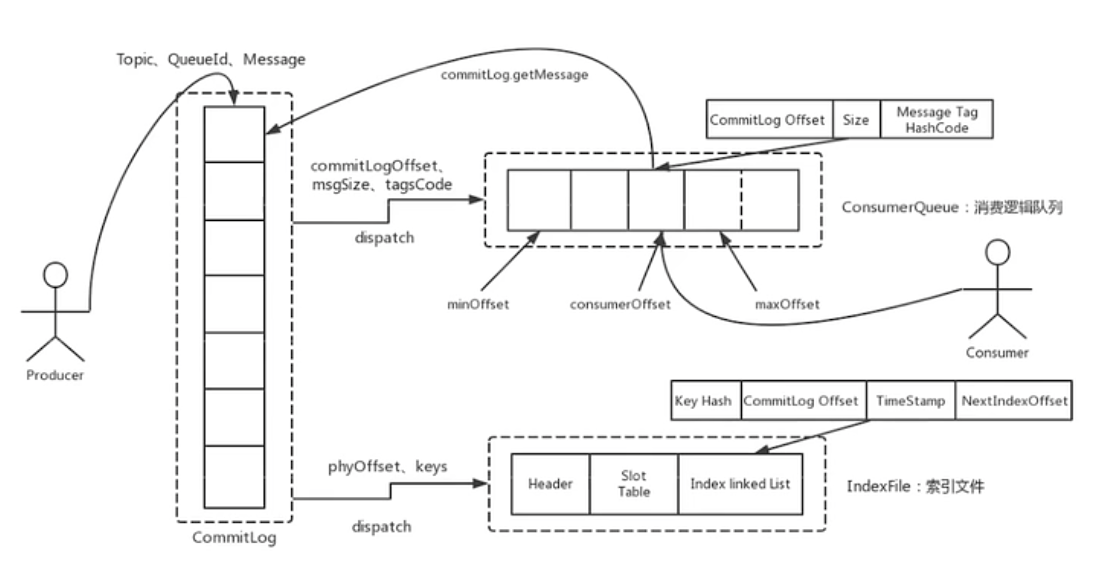 Topic、QueueId、Message
commitLog.getMessage
CommitLog Offset
Size
Message Tag
HashCode
commitLogOffset、
msgSize、tagsCode
dispatch
ConsumerQueue：消费逻辑队列
minOffset
consumerOffset
maxOffset
Producer
Consumer
Key Hash
CommitLog Offset
TimeStamp
NextIndexOffset
phyOffset、keys
dispatch
Header
Slot
Table
Index linked List
IndexFile：索引文件
CommitLog